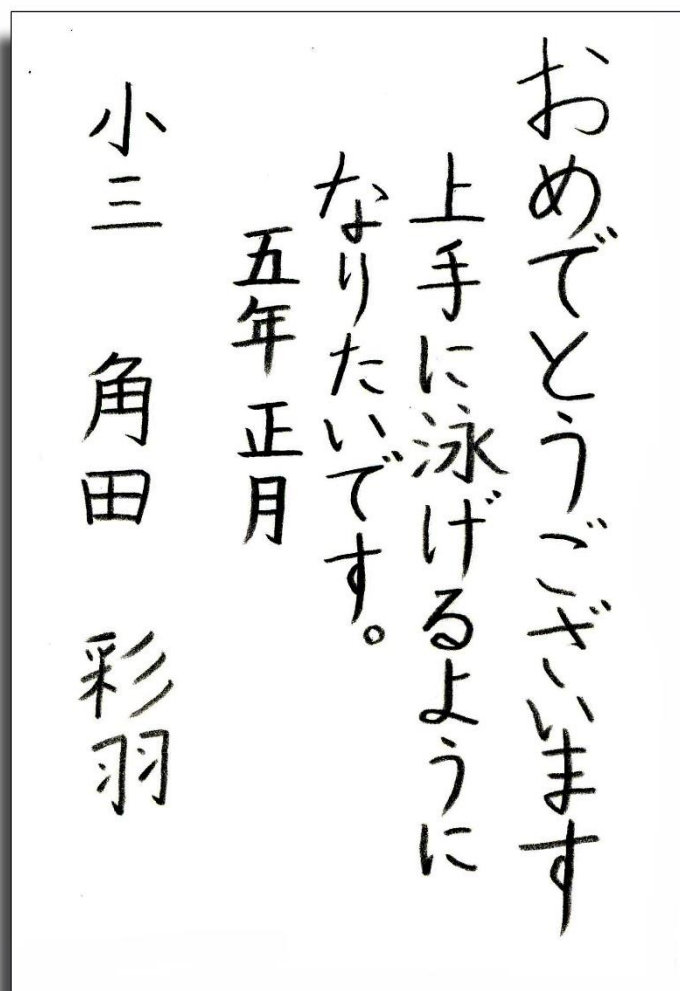 おめでとうございます
上手に泳げるように
なりたいです。
五年 正月
小三 角田 彩羽